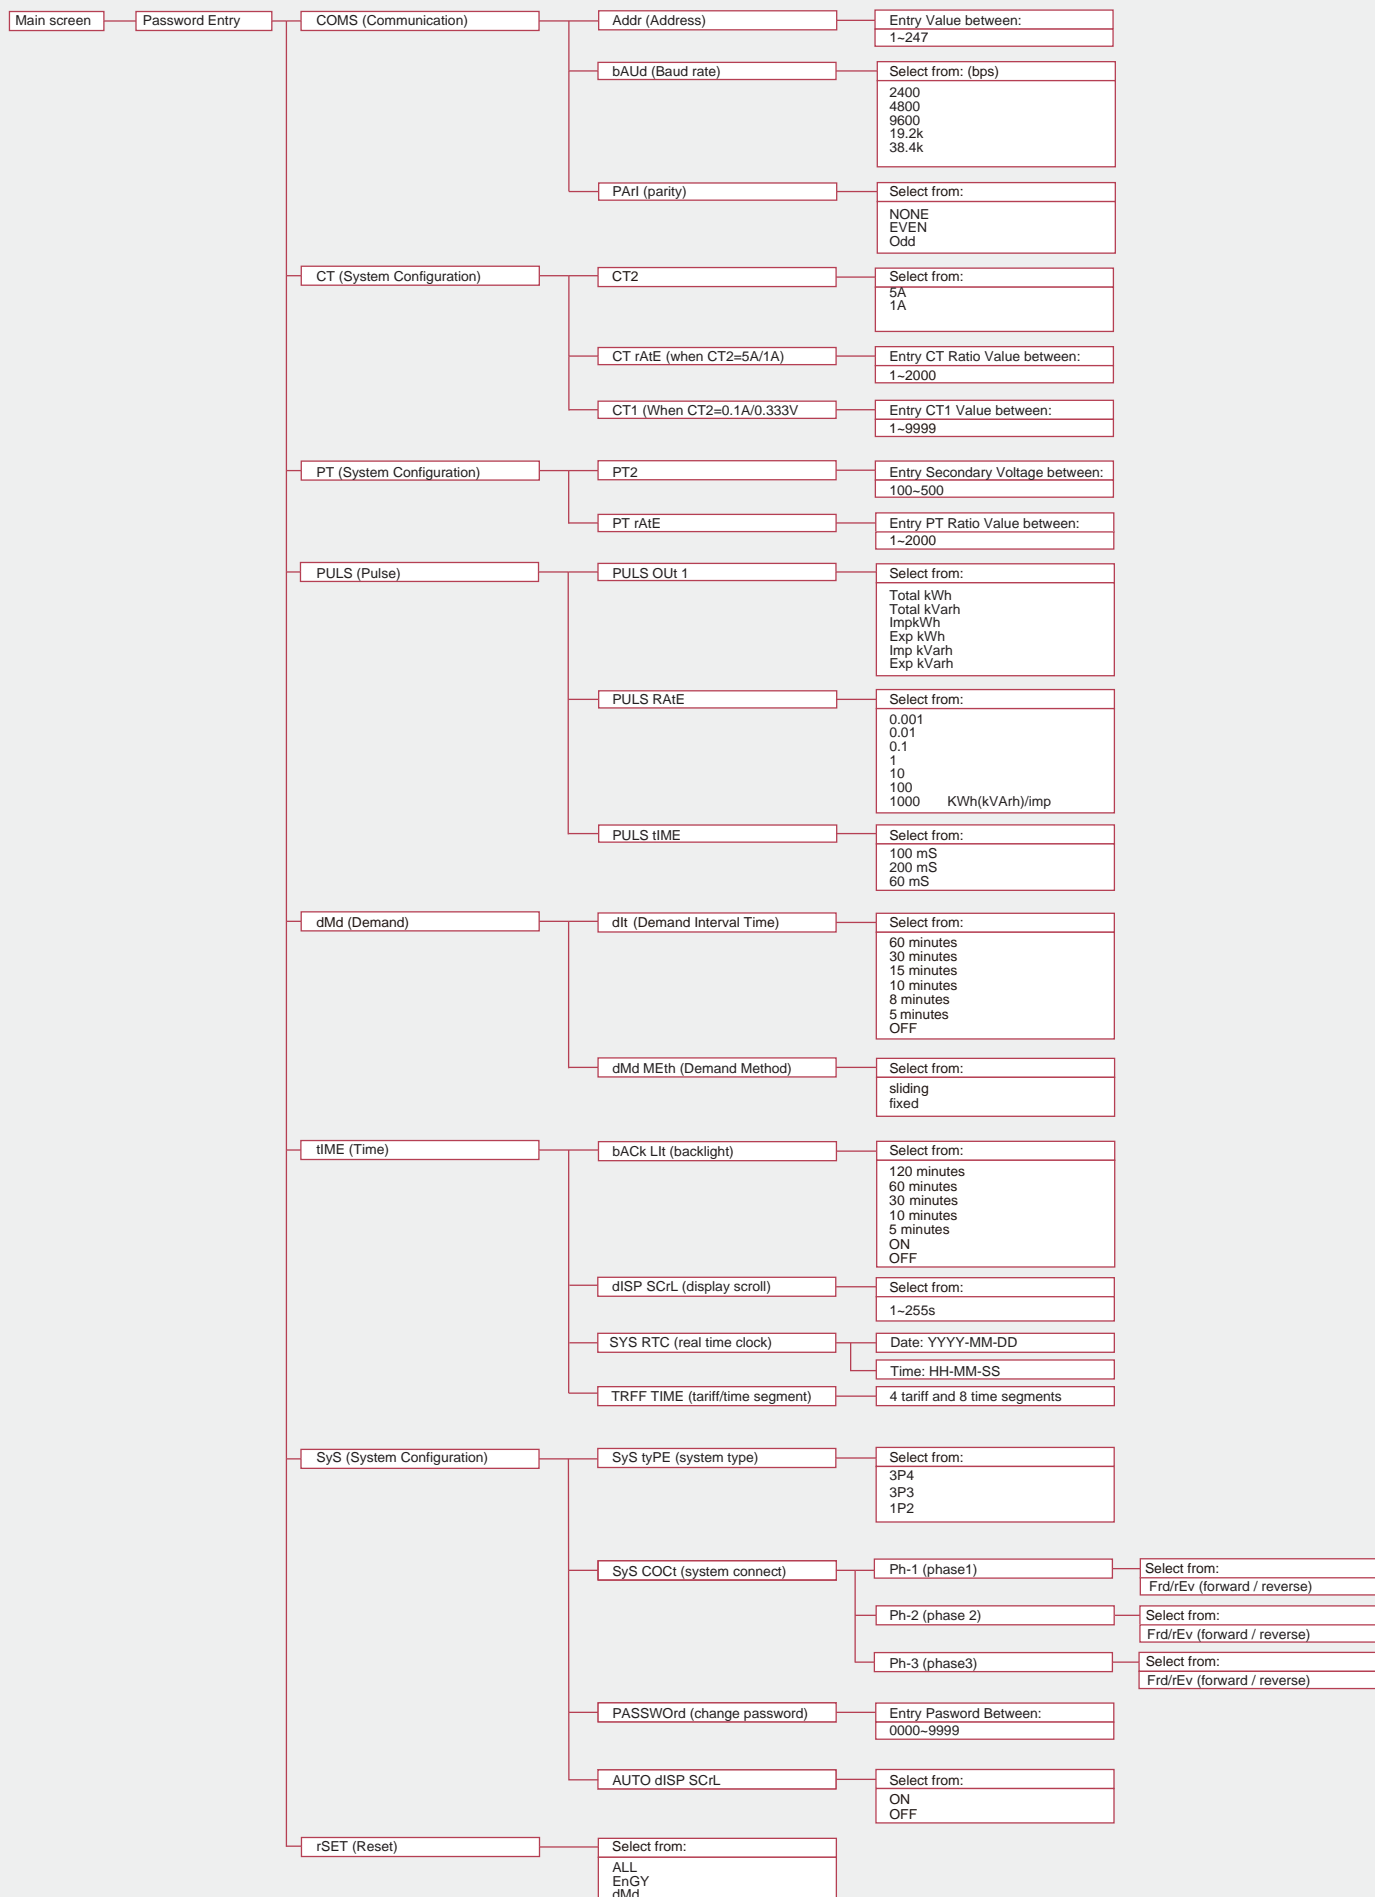 Main screen
Password Entry
COMS (Communication)
Addr (Address)
Entry Value between:
1~247
bAUd (Baud rate)
Select from: (bps)
2400
4800
9600
19.2k
38.4k
PArI (parity)
Select from:
NONE
EVEN
Odd
CT (System Configuration)
CT2
Select from:
5A
1A
CT rAtE (when CT2=5A/1A)
Entry CT Ratio Value between:
1~2000
CT1 (When CT2=0.1A/0.333V
Entry CT1 Value between:
1~9999
PT (System Configuration)
PT2
Entry Secondary Voltage between:
100~500
PT rAtE
Entry PT Ratio Value between:
1~2000
PULS (Pulse)
PULS OUt 1
Select from:
Total kWh
Total kVarh
ImpkWh
Exp kWh
Imp kVarh
Exp kVarh
PULS RAtE
Select from:
0.001
0.01
0.1
1
10
100
1000 KWh(kVArh)/imp
PULS tIME
Select from:
100 mS
200 mS
60 mS
dMd (Demand)
dIt (Demand Interval Time)
Select from:
60 minutes
30 minutes
15 minutes
10 minutes
8 minutes
5 minutes
OFF
dMd MEth (Demand Method)
Select from:
sliding
fixed
tIME (Time)
bACk LIt (backlight)
Select from:
120 minutes
60 minutes
30 minutes
10 minutes
5 minutes
ON
OFF
dISP SCrL (display scroll)
Select from:
1~255s
SYS RTC (real time clock)
Date: YYYY-MM-DD
Time: HH-MM-SS
TRFF TIME (tariff/time segment)
4 tariff and 8 time segments
SyS (System Configuration)
SyS tyPE (system type)
Select from:
3P4
3P3
1P2
SyS COCt (system connect)
Ph-1 (phase1)
Select from:
Frd/rEv (forward / reverse)
Ph-2 (phase 2)
Select from:
Frd/rEv (forward / reverse)
Ph-3 (phase3)
Select from:
Frd/rEv (forward / reverse)
PASSWOrd (change password)
Entry Pasword Between:
0000~9999
AUTO dISP SCrL
Select from:
ON
OFF
rSET (Reset)
Select from:
ALL
EnGY
dMd